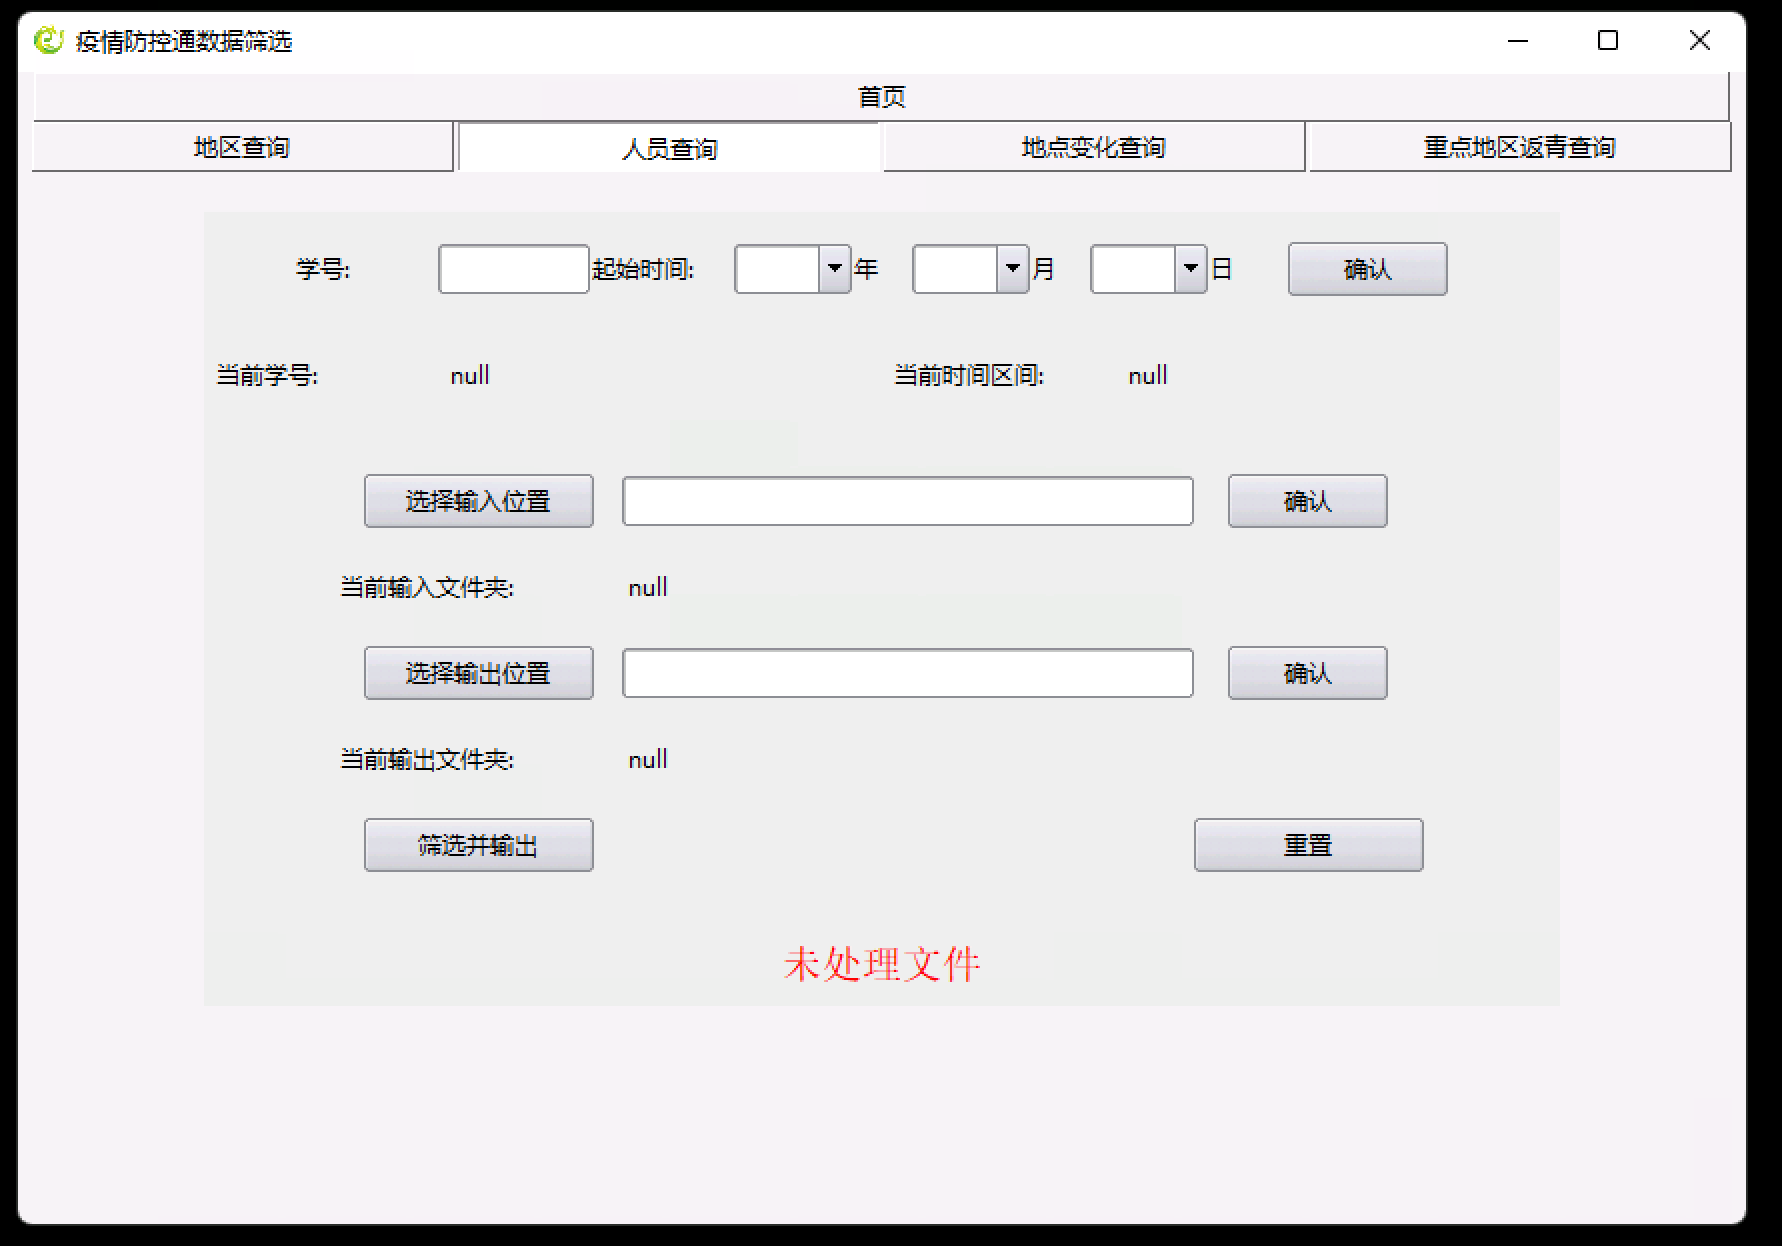 疫情防控通数据筛选
首页
地区查询 人员查询 地点变化查询 重点地区返青查询
学号: 起始时间: 年 月 日 确认
当前学号: null 当前时间区间: null
选择输入位置 确认
当前输入文件夹: null
选择输出位置 确认
当前输出文件夹: null
筛选并输出 重置
未处理文件